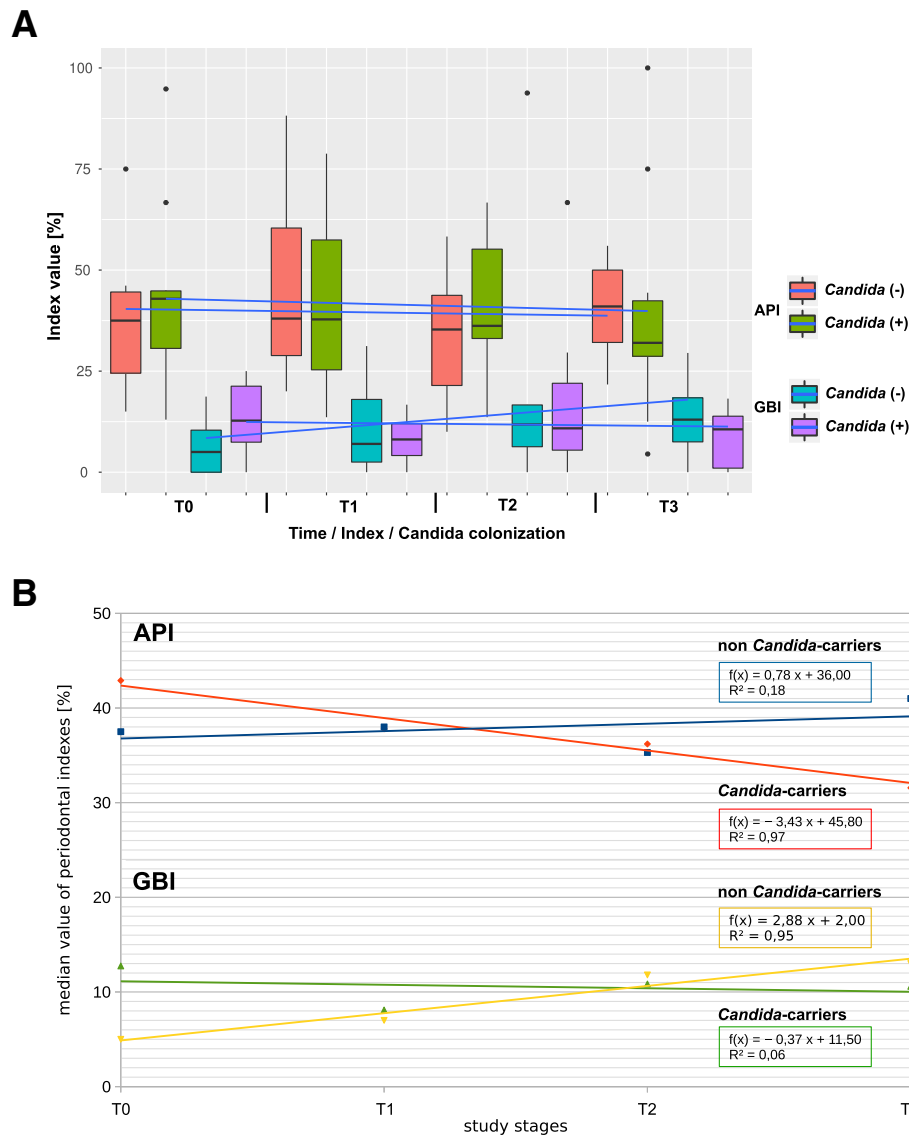 A
100
75
50
25
0
Index value [%]
T0
T1
T2
T3
Time / Index / Candida colonization
API
Candida (-)
Candida (+)
GBI
Candida (-)
Candida (+)
B
50
40
30
20
10
0
median value of periodontal indexes [%]
API
non Candida-carriers
f(x) = 0,78 x + 36,00
R² = 0,18
Candida-carriers
f(x) = − 3,43 x + 45,80
R² = 0,97
GBI
non Candida-carriers
f(x) = 2,88 x + 2,00
R² = 0,95
Candida-carriers
f(x) = − 0,37 x + 11,50
R² = 0,06
T0
T1
T2
T
study stages